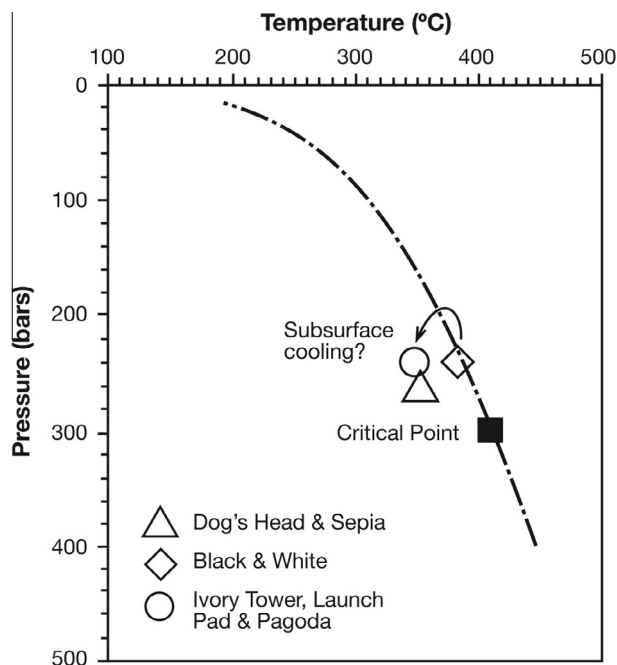 Temperature (ºC)
100 200 300 400 500
0
100
200
300
400
500
Pressure (bars)
Subsurface
cooling?
Critical Point
Dog's Head & Sepia
Black & White
Ivory Tower, Launch
Pad & Pagoda